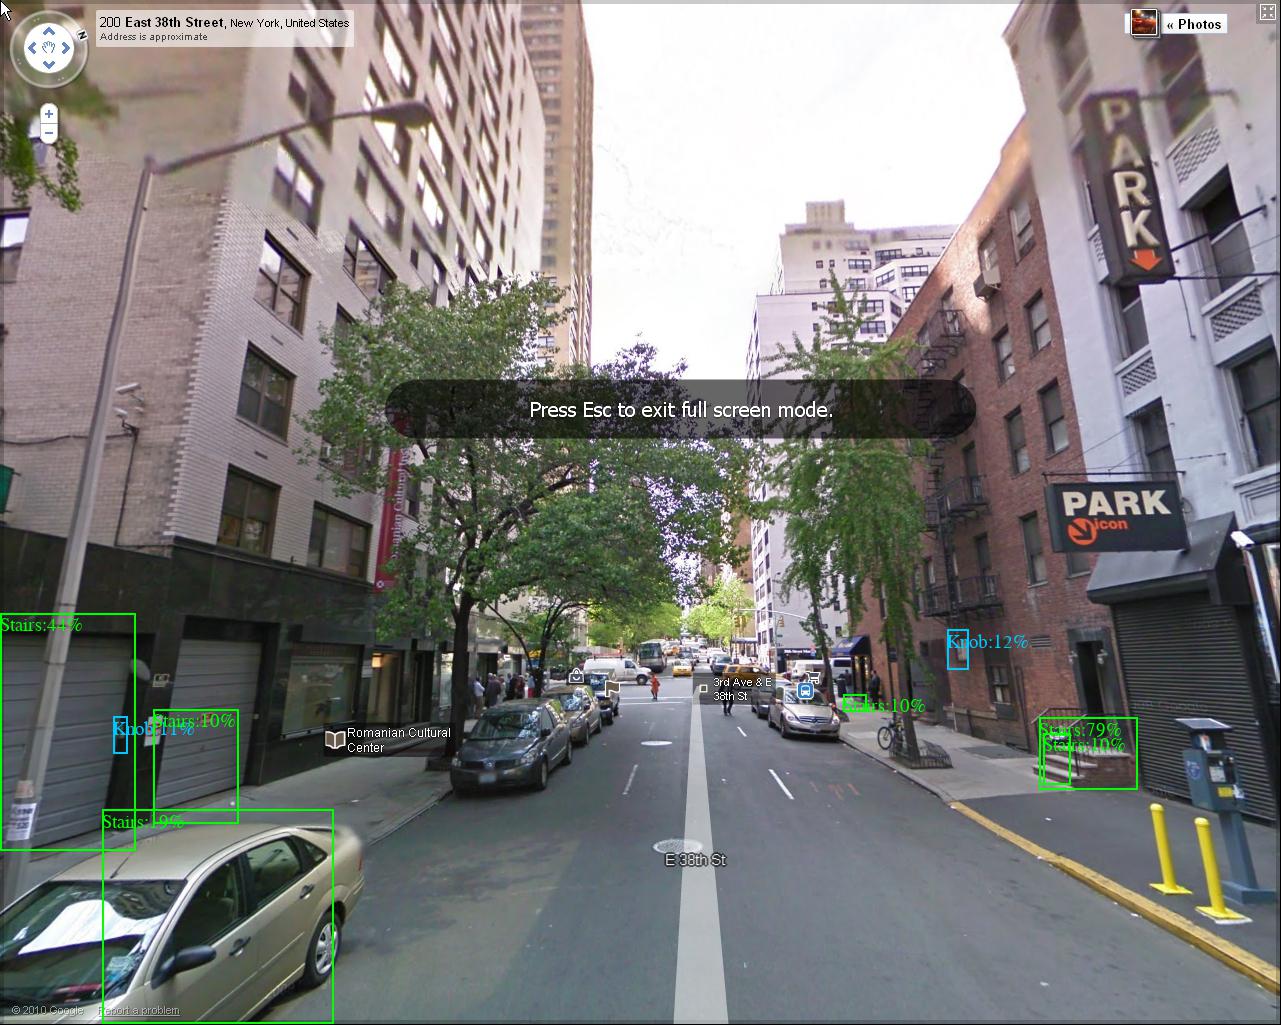 200 East 38th Street, New York, United States
Address is approximate
« Photos
N
PARK
Press Esc to exit full screen mode.
PARK
icon
Stairs:44%
Knob:12%
3rd Ave & E
38th St
Stairs:10%
Stairs:10%
Knob:11%
Stairs:79%
Stairs:10%
Romanian Cultural
Center
Stairs:19%
E 38th St
© 2010 Google Report a problem